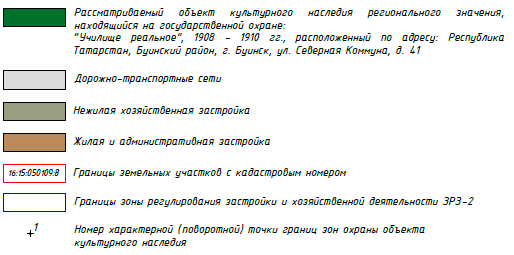 Рассматриваемый объект культурного наследия регионального значения,
находящийся на государственной охране:
"Училище реальное", 1908 - 1910 гг., расположенный по адресу: Республика
Татарстан, Буинский район, г. Буинск, ул. Северная Коммуна, д. 41
Дорожно-транспортные сети
Нежилая хозяйственная застройка
Жилая и административная застройка
16:15:050109:8
Границы земельных участков с кадастровым номером
Границы зоны регулирования застройки и хозяйственной деятельности ЗРЗ-2
1
Номер характерной (поворотной) точки границ зон охраны объекта
культурного наследия